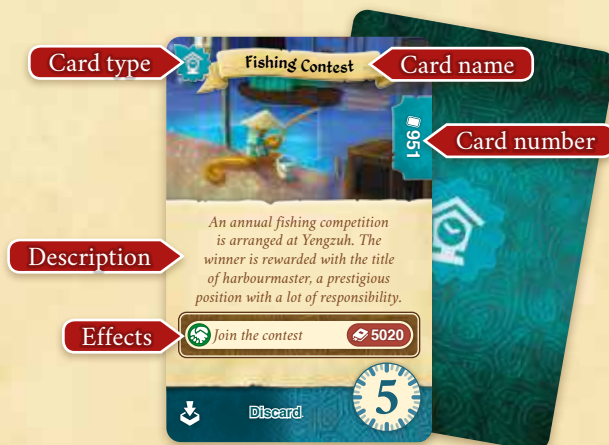 Card type
Fishing Contest
Card name
951
Card number
An annual fishing competition
is arranged at Yengzuh. The
winner is rewarded with the title
of harbourmaster, a prestigious
position with a lot of responsibility.
Description
Effects
Join the contest
5020
Discard
5